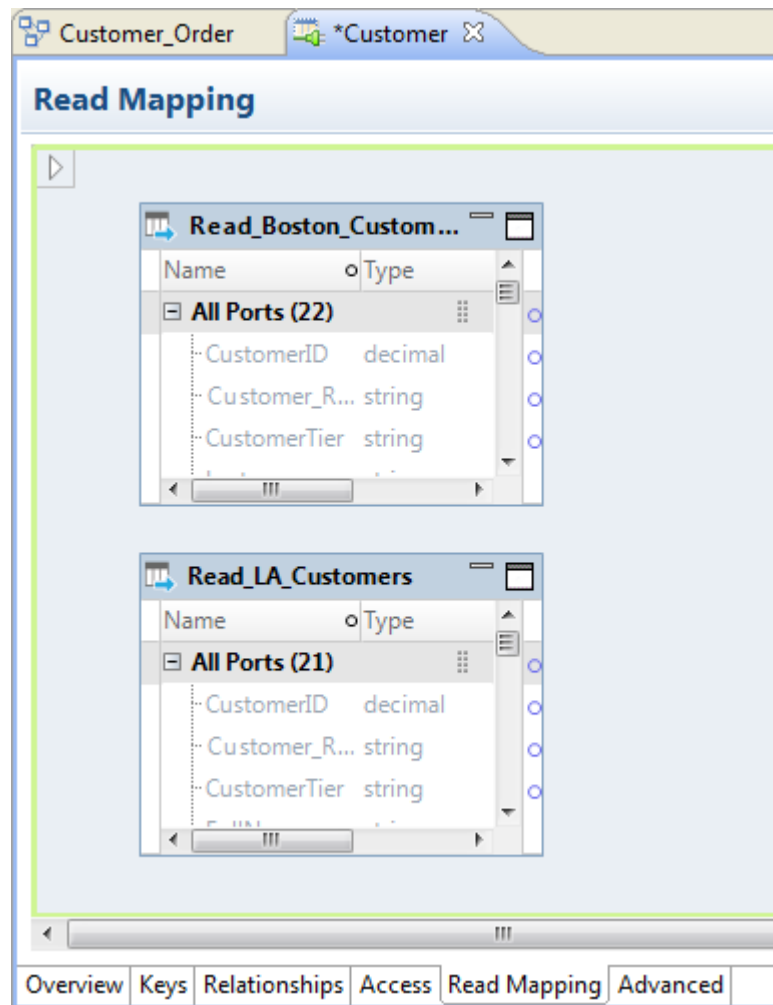 Customer_Order *Customer
Read Mapping
Read_Boston_Custom...
Name Type
All Ports (22)
CustomerID decimal
Customer_R... string
CustomerTier string
Read_LA_Customers
Name Type
All Ports (21)
CustomerID decimal
Customer_R... string
CustomerTier string
Overview Keys Relationships Access Read Mapping Advanced